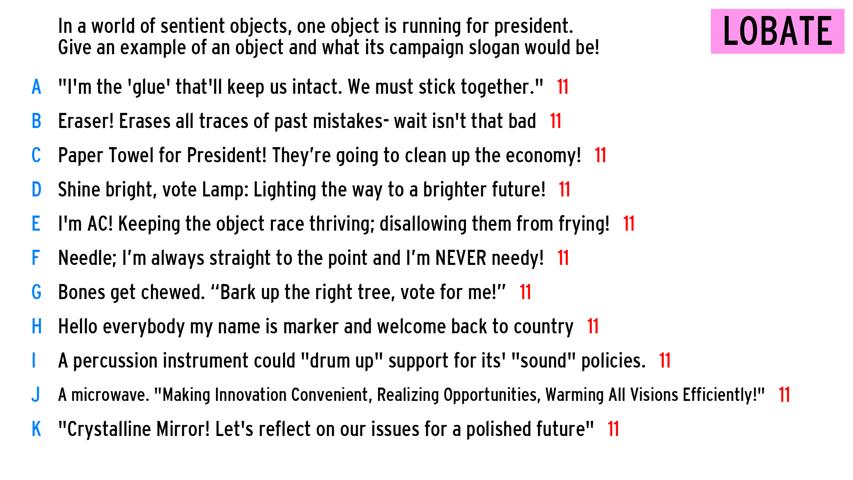 In a world of sentient objects, one object is running for president.
Give an example of an object and what its campaign slogan would be!
LOBATE
A "I'm the 'glue' that'll keep us intact. We must stick together." 11
B Eraser! Erases all traces of past mistakes- wait isn't that bad 11
C Paper Towel for President! They’re going to clean up the economy! 11
D Shine bright, vote Lamp: Lighting the way to a brighter future! 11
E I'm AC! Keeping the object race thriving; disallowing them from frying! 11
F Needle; I’m always straight to the point and I’m NEVER needy! 11
G Bones get chewed. “Bark up the right tree, vote for me!” 11
H Hello everybody my name is marker and welcome back to country 11
I A percussion instrument could "drum up" support for its' "sound" policies. 11
J A microwave. "Making Innovation Convenient, Realizing Opportunities, Warming All Visions Efficiently!" 11
K "Crystalline Mirror! Let's reflect on our issues for a polished future" 11